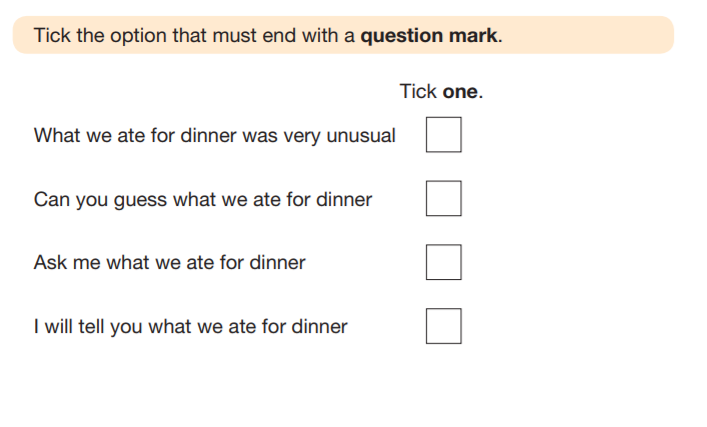 Tick the option that must end with a question mark.
Tick one.
What we ate for dinner was very unusual
Can you guess what we ate for dinner
Ask me what we ate for dinner
I will tell you what we ate for dinner